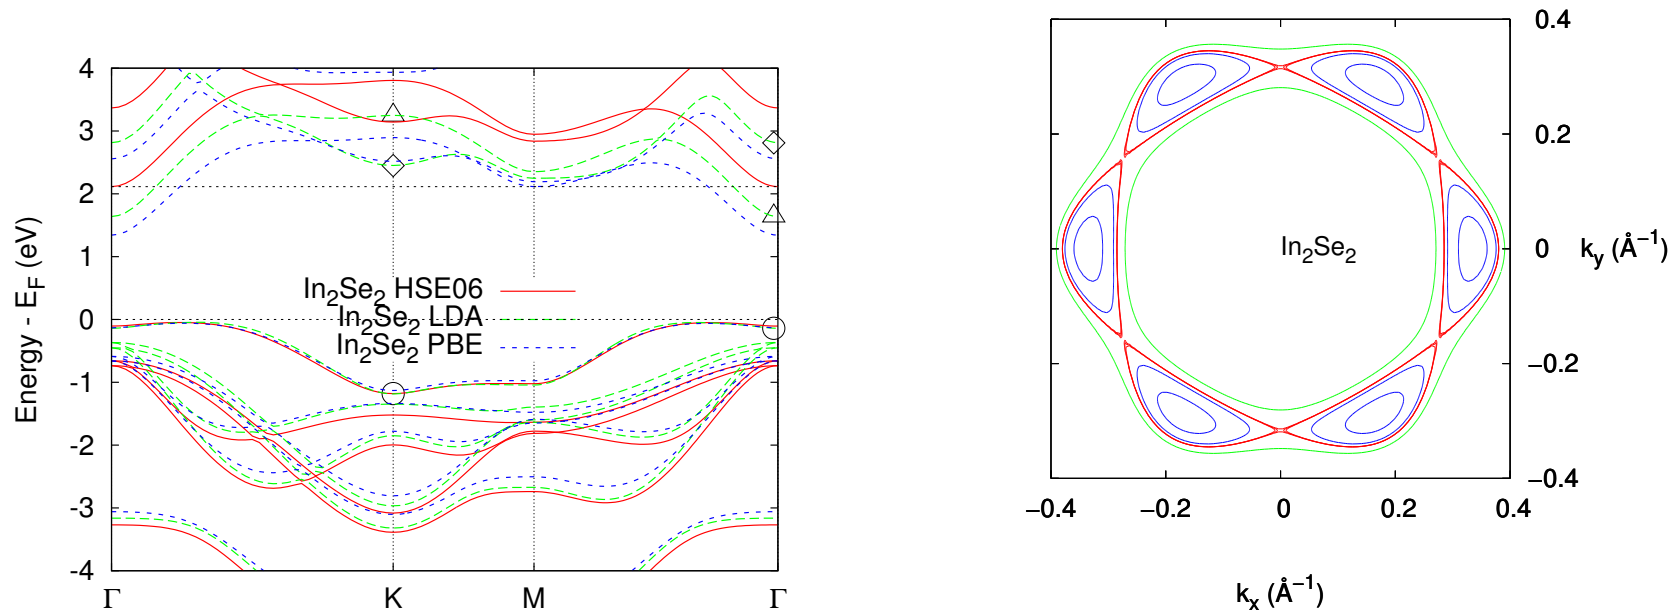 Energy - E_F (eV)
4
3
2
1
0
-1
-2
-3
-4
In₂Se₂ HSE06
In₂Se₂ LDA
In₂Se₂ PBE
Γ K M Γ
In₂Se₂
0.4
0.2
0
−0.2
−0.4
k_y (Å⁻¹)
−0.4 −0.2 0 0.2 0.4
k_x (Å⁻¹)